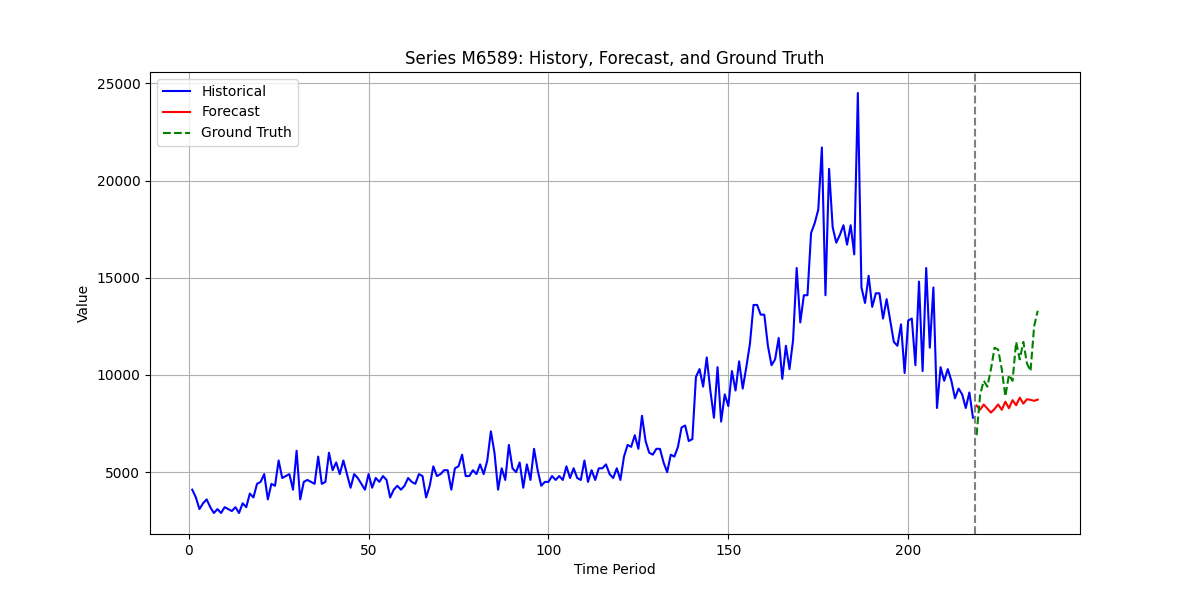 Series M6589: History, Forecast, and Ground Truth
Historical
Forecast
Ground Truth
25000
20000
15000
10000
5000
Value
0
50
100
150
200
Time Period